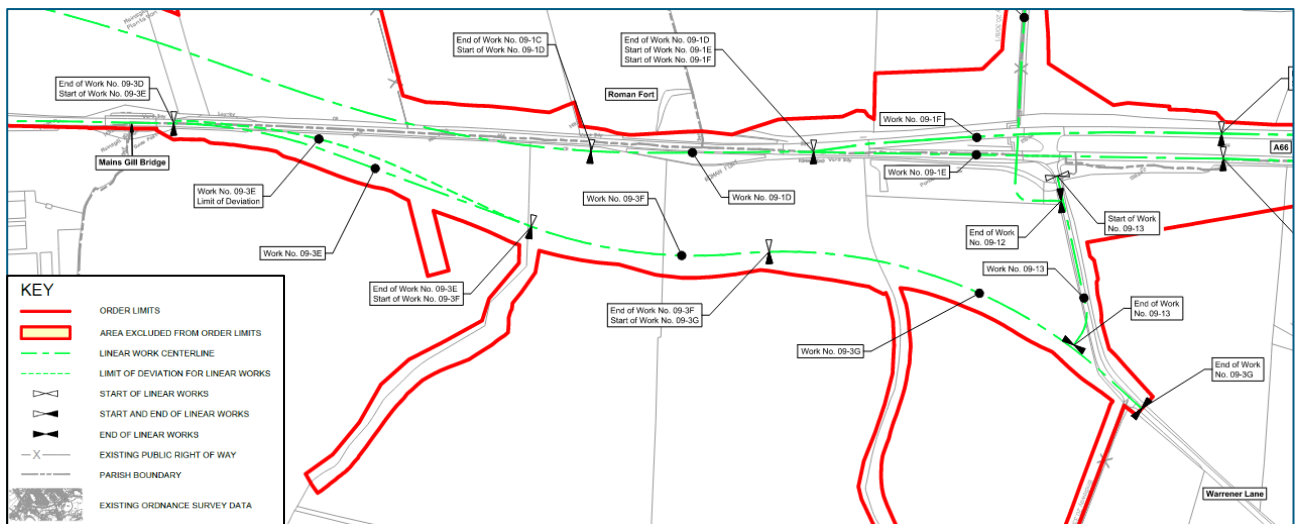 End of Work No. 09-1C
Start of Work No. 09-1D
End of Work No. 09-1D
Start of Work No. 09-1E
Start of Work No. 09-1F
End of Work No. 09-3D
Start of Work No. 09-3E
Roman Fort
Work No. 09-1F
A66
Mains Gill Bridge
Work No. 09-3E
Limit of Deviation
Work No. 09-3F
Work No. 09-1D
Work No. 09-1E
ROMAN FORT
Start of Work
No. 09-13
End of Work
No. 09-12
Work No. 09-3E
Work No. 09-13
End of Work No. 09-3E
Start of Work No. 09-3F
End of Work No. 09-3F
Start of Work No. 09-3G
End of Work
No. 09-13
Work No. 09-3G
End of Work
No. 09-3G
Warrener Lane
KEY
ORDER LIMITS
AREA EXCLUDED FROM ORDER LIMITS
LINEAR WORK CENTERLINE
LIMIT OF DEVIATION FOR LINEAR WORKS
START OF LINEAR WORKS
START AND END OF LINEAR WORKS
END OF LINEAR WORKS
X
EXISTING PUBLIC RIGHT OF WAY
PARISH BOUNDARY
EXISTING ORDNANCE SURVEY DATA